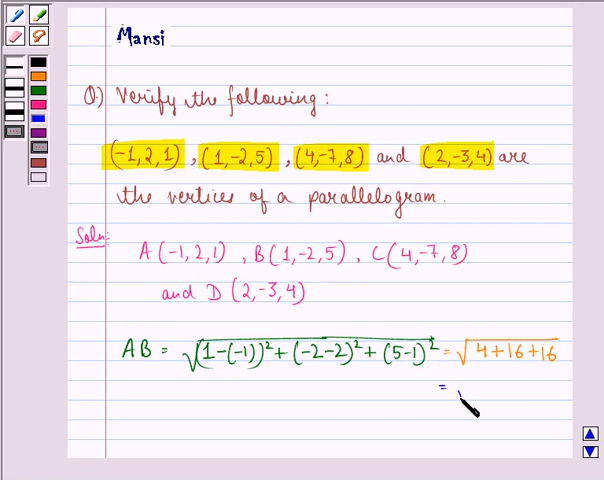 Mansi
Q) Verify the following:
(-1,2,1), (1,-2,5), (4,-7,8) and (2,-3,4) are
the vertices of a parallelogram.
Soln:
A(-1,2,1), B(1,-2,5), C(4,-7,8)
and D (2,-3,4)
AB = √((1-(-1))² + (-2-2)² + (5-1)²) = √(4+16+16)
=